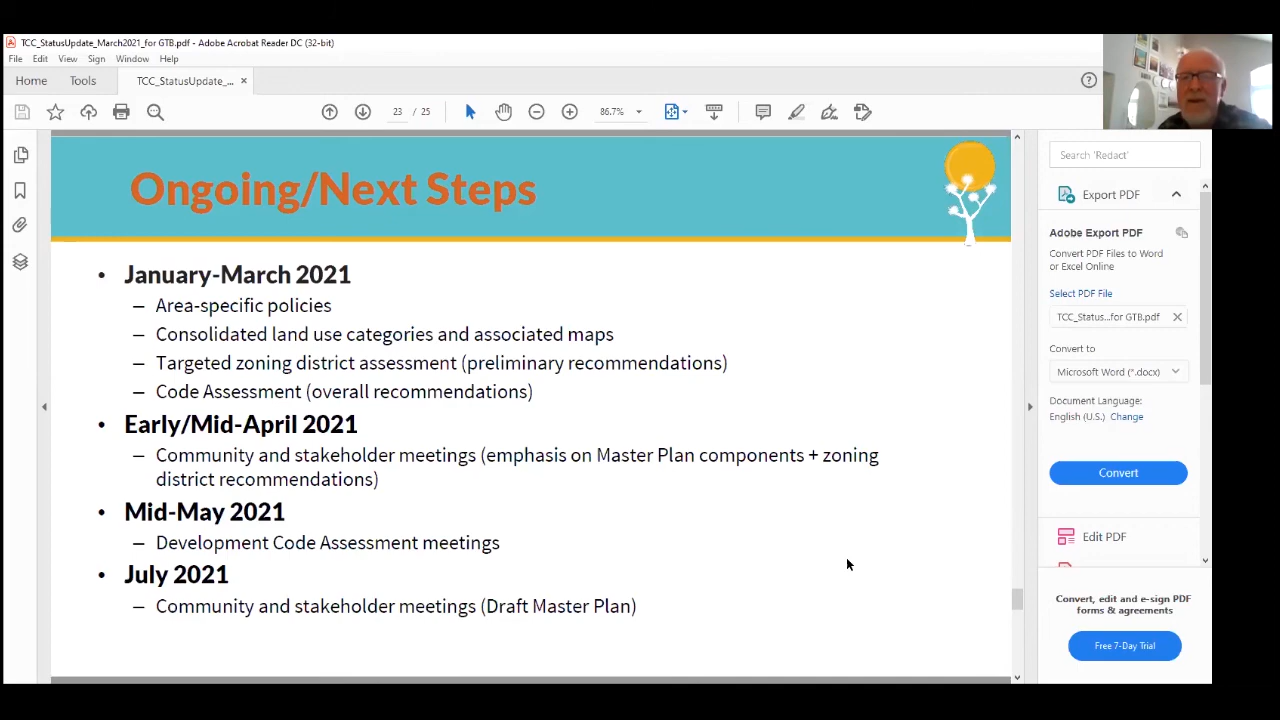 TCC_StatusUpdate_March2021_for GTB.pdf - Adobe Acrobat Reader DC (32-bit)
File Edit View Sign Window Help
Home Tools TCC_StatusUpdate_... ×
23 / 25 86.7%
Search 'Redact'
Export PDF
Adobe Export PDF
Convert PDF Files to Word
or Excel Online
Select PDF File
TCC_Status...for GTB.pdf ×
Convert to
Microsoft Word (*.docx)
Document Language:
English (U.S.) Change
Convert
Edit PDF
Convert, edit and e-sign PDF
forms & agreements
Free 7-Day Trial
Ongoing/Next Steps
• January-March 2021
– Area-specific policies
– Consolidated land use categories and associated maps
– Targeted zoning district assessment (preliminary recommendations)
– Code Assessment (overall recommendations)
• Early/Mid-April 2021
– Community and stakeholder meetings (emphasis on Master Plan components + zoning
district recommendations)
• Mid-May 2021
– Development Code Assessment meetings
• July 2021
– Community and stakeholder meetings (Draft Master Plan)